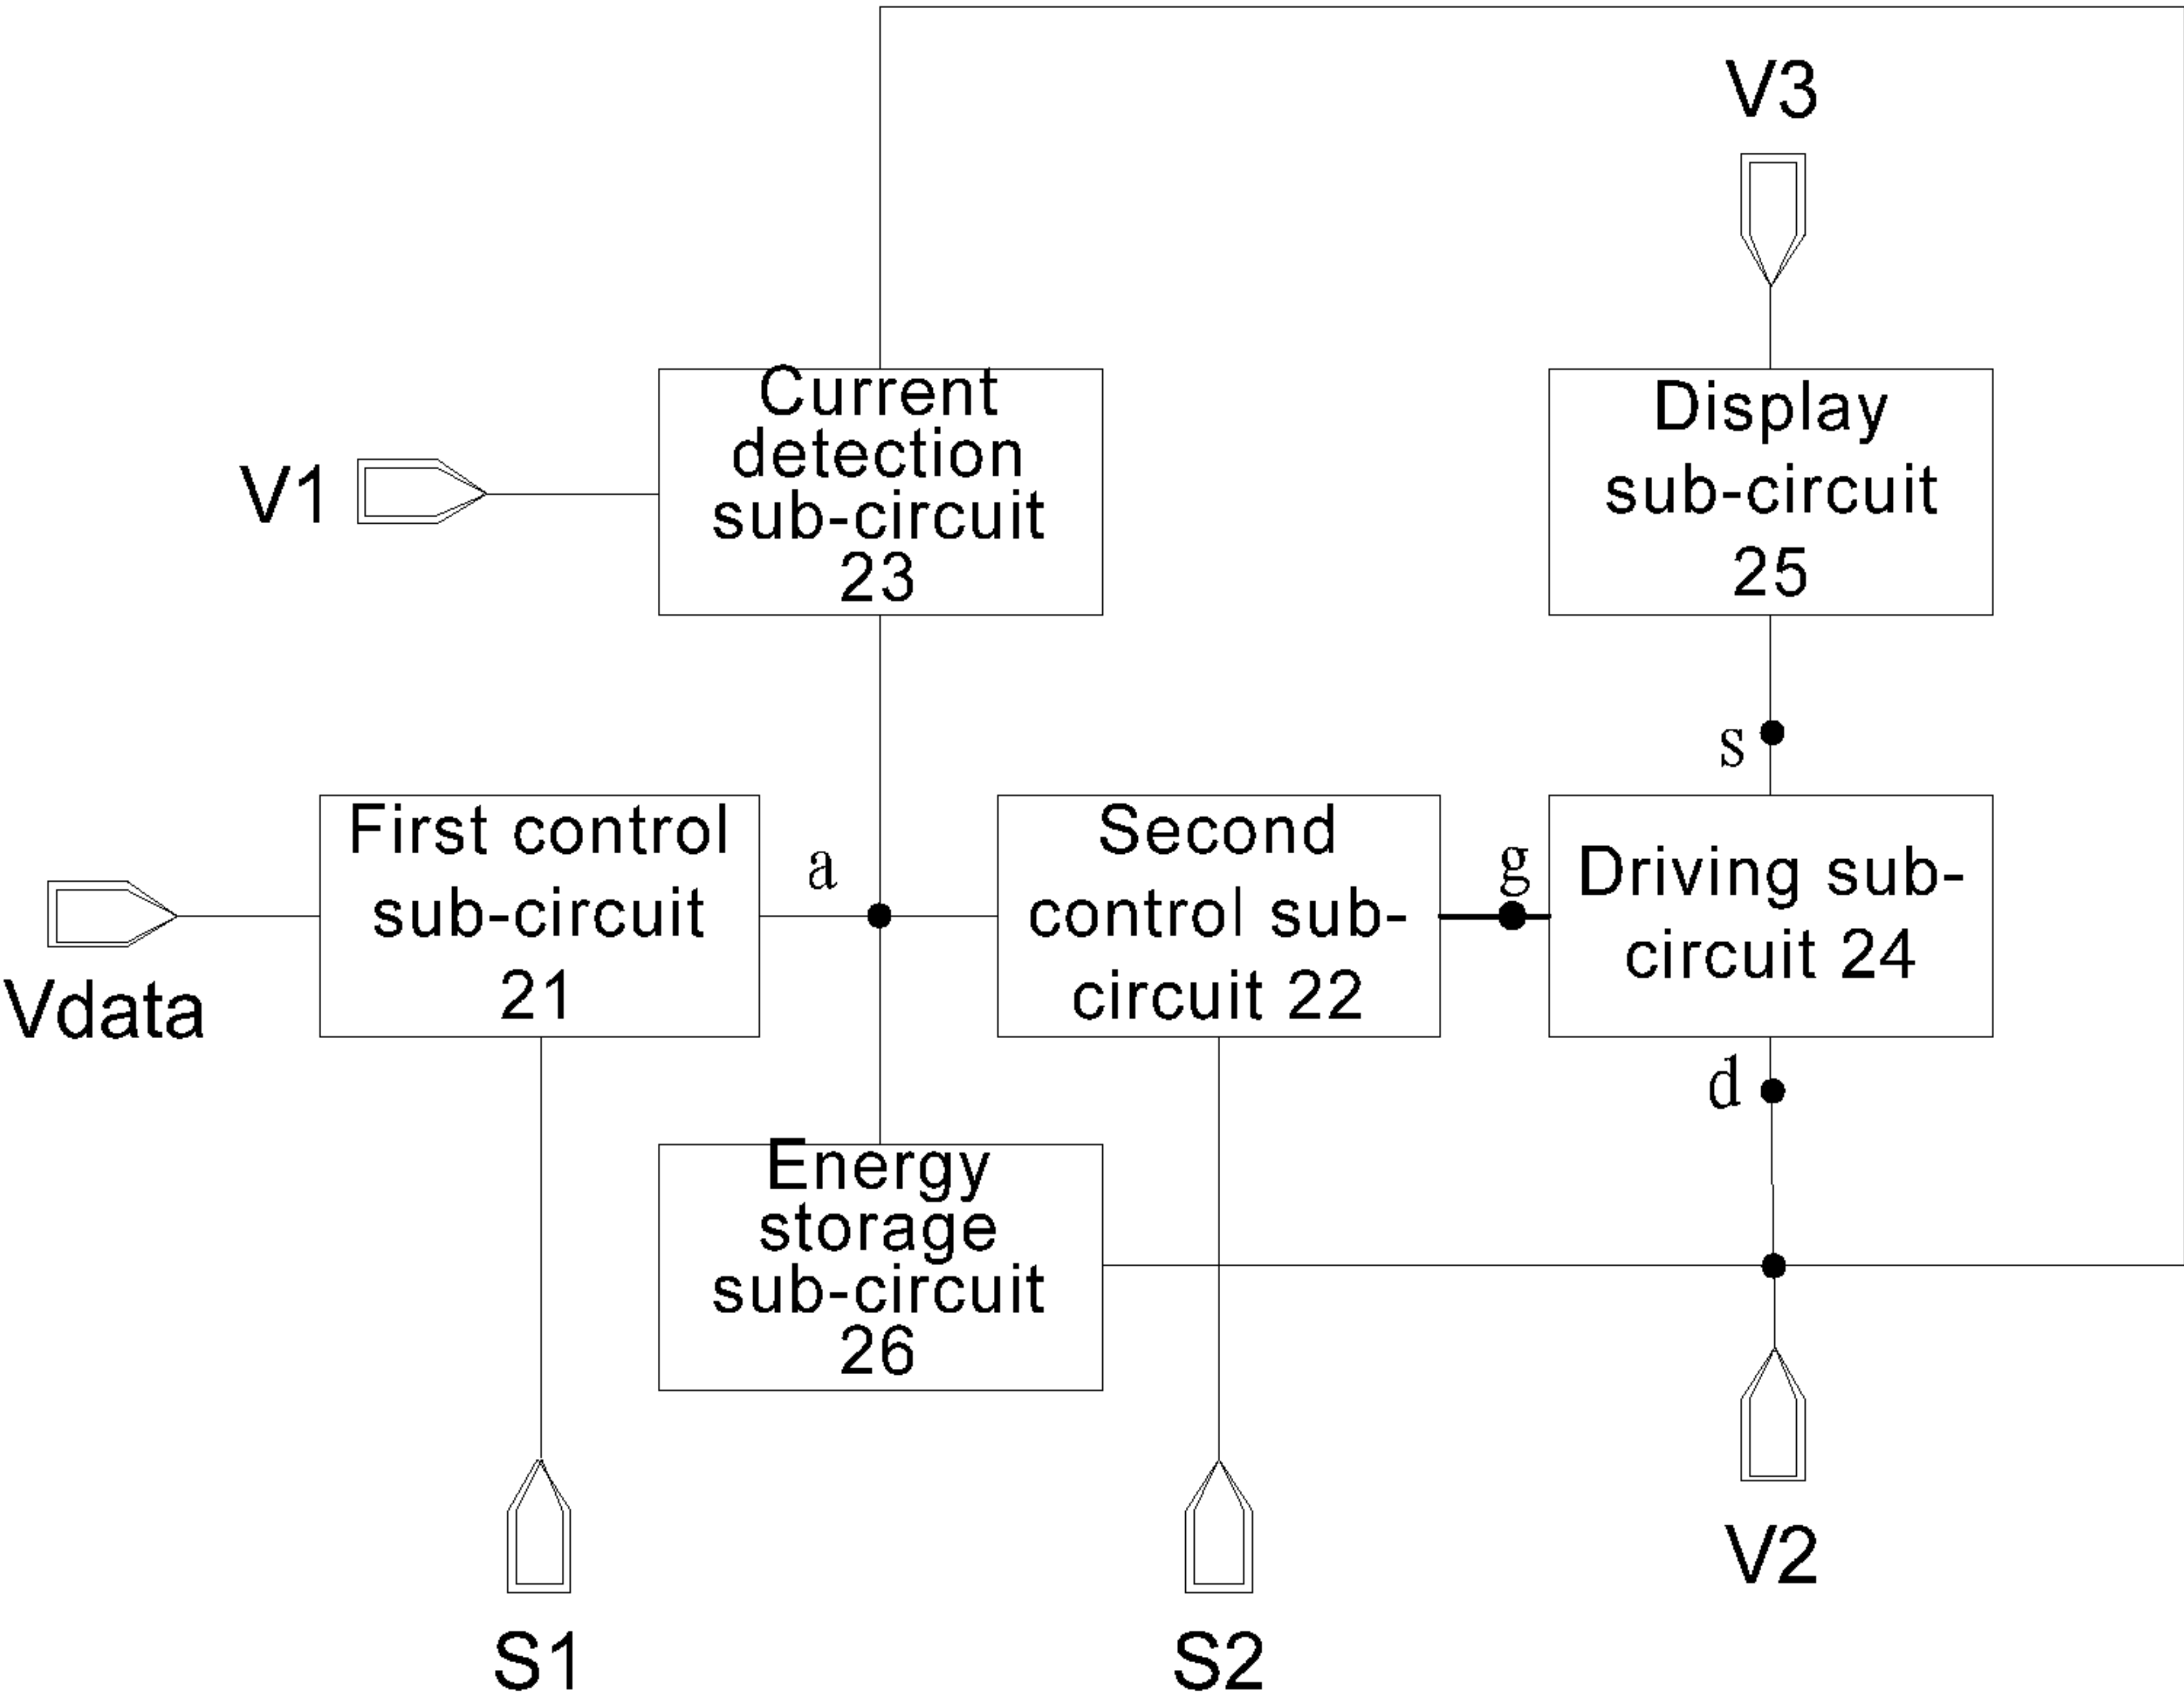 V3
Current
detection
sub-circuit
23
V1
Display
sub-circuit
25
s
First control
sub-circuit
21
a
Second
control sub-
circuit 22
g
Driving sub-
circuit 24
Vdata
d
Energy
storage
sub-circuit
26
V2
S1
S2